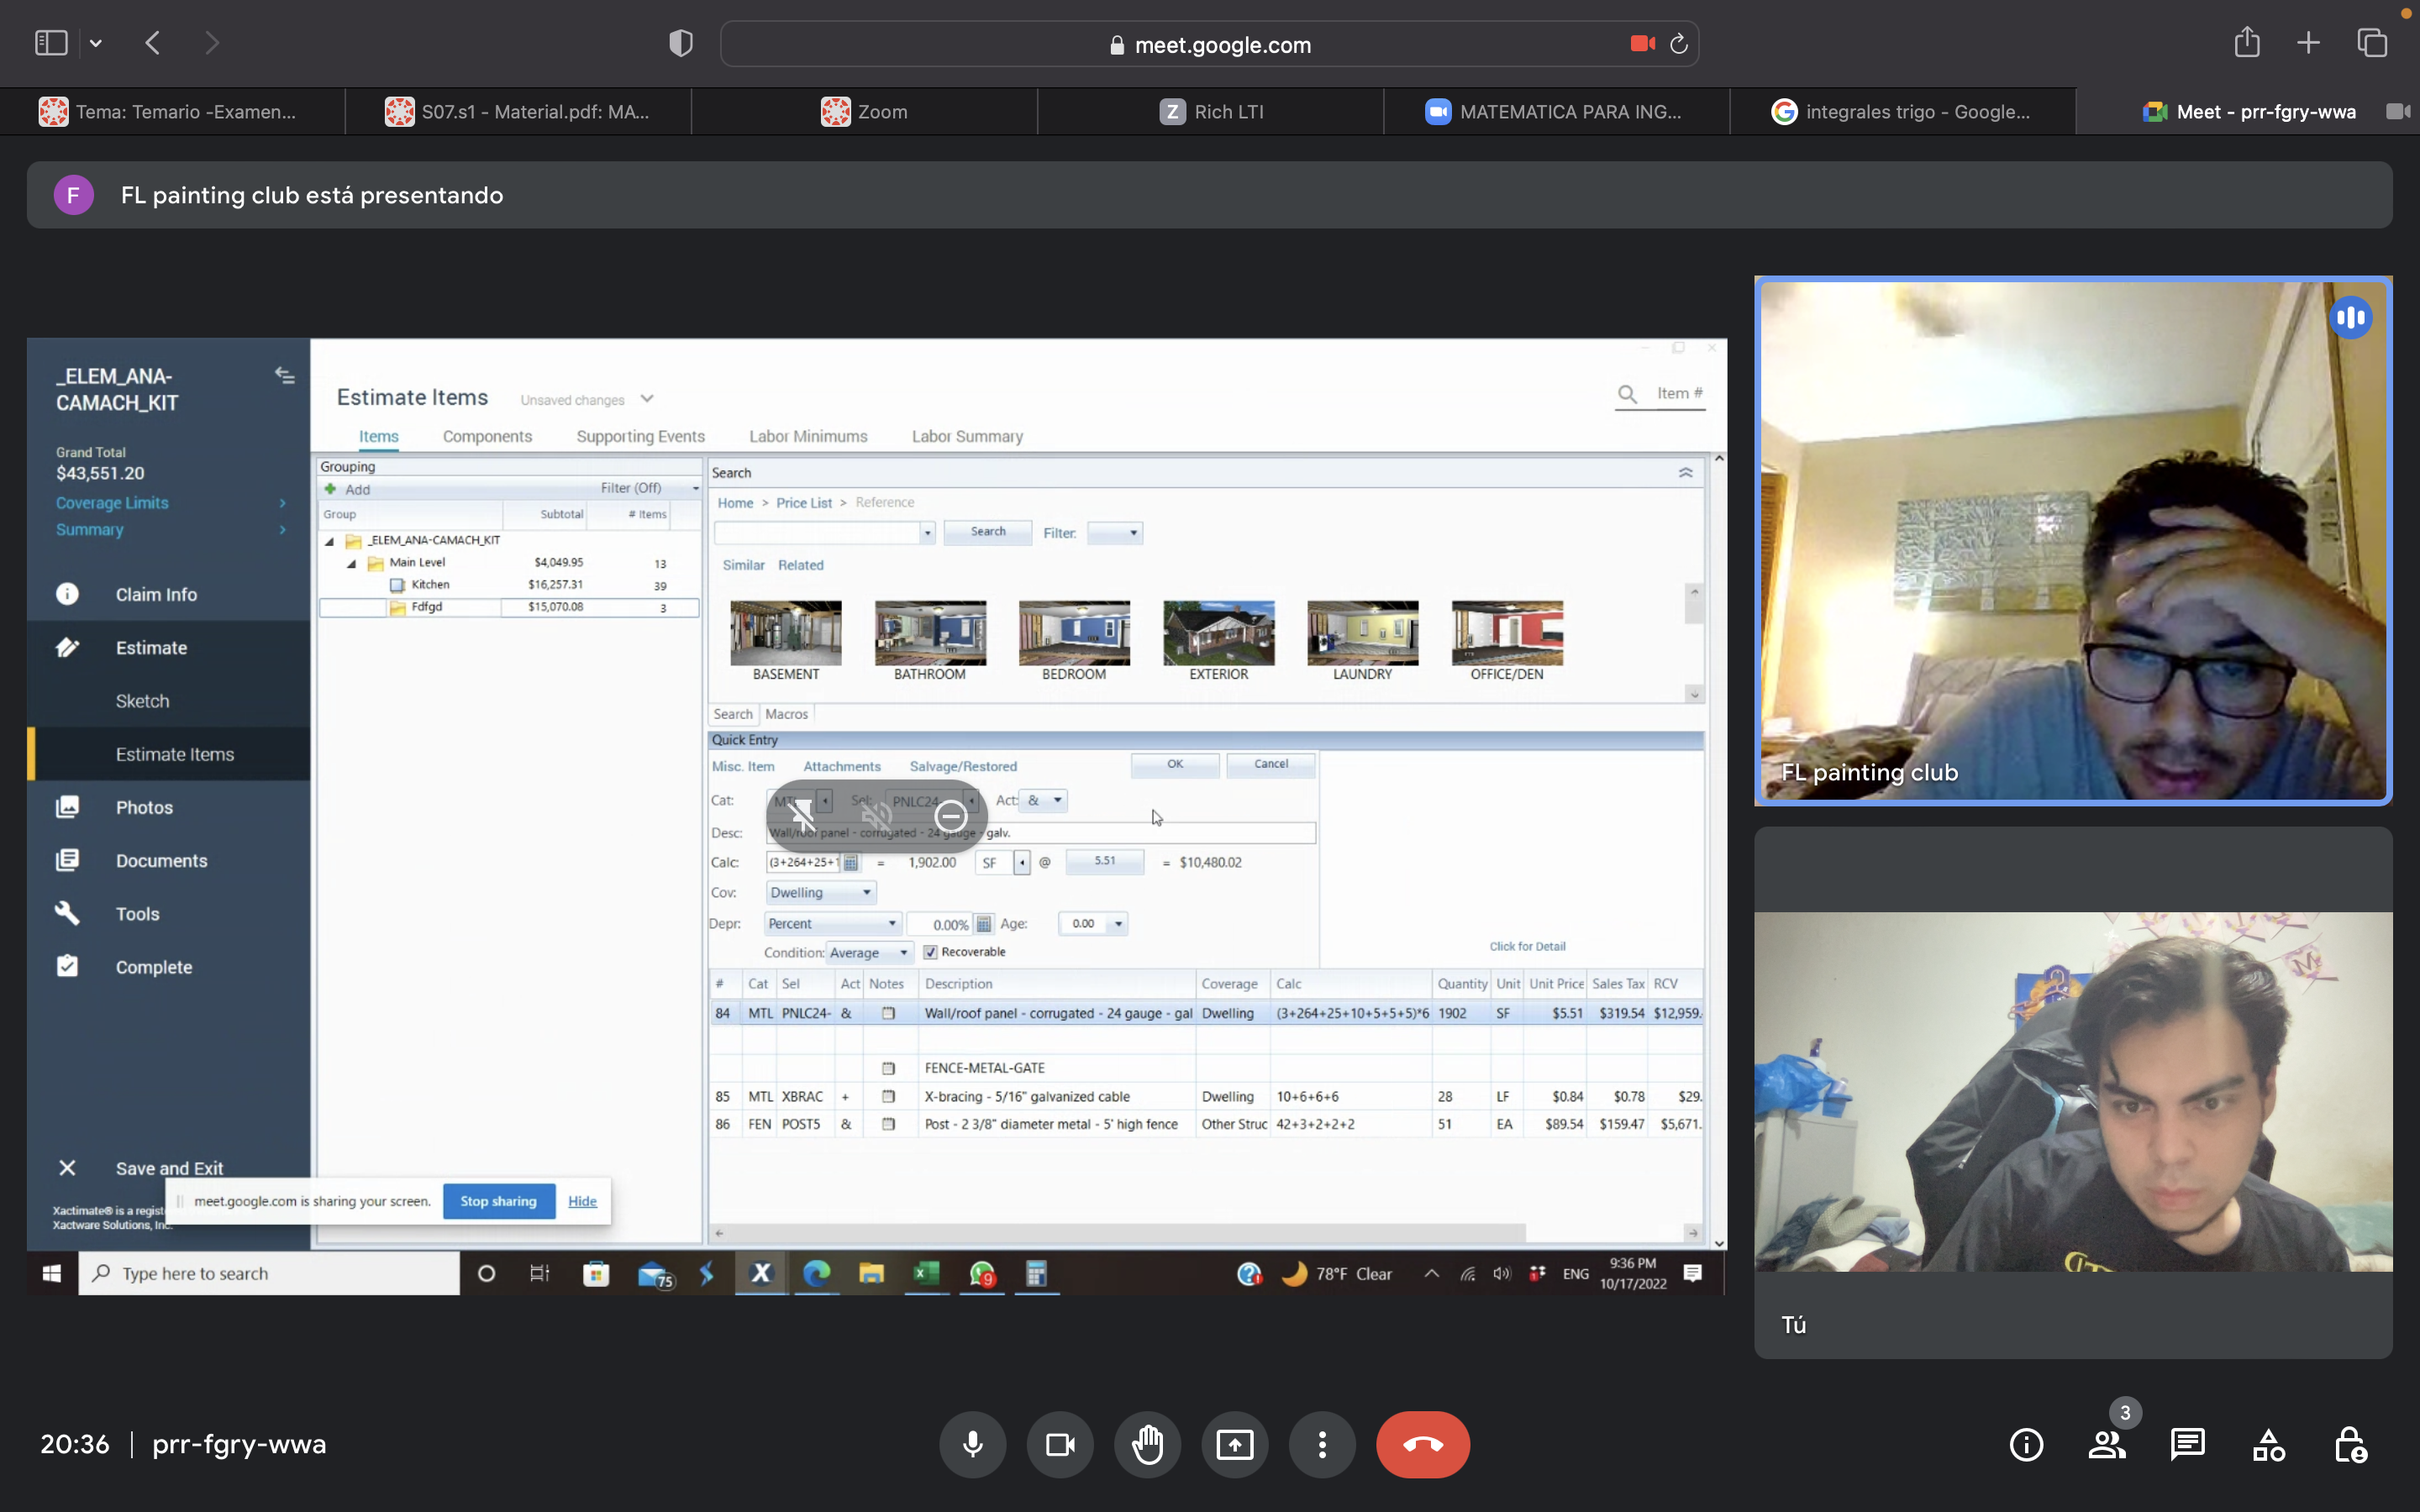 meet.google.com
Tema: Temario -Examen...
S07.s1 - Material.pdf: MA...
Zoom
Z Rich LTI
MATEMATICA PARA ING...
integrales trigo - Google...
Meet - prr-fgry-wwa
F FL painting club está presentando
_ELEM_ANA-
CAMACH_KIT
Grand Total
$43,551.20
Coverage Limits >
Summary >
Claim Info
Estimate
Sketch
Estimate Items
Photos
Documents
Tools
Complete
Save and Exit
Xactimate® is a regist
Xactware Solutions, Inc.
Estimate Items Unsaved changes
Item #
Items Components Supporting Events Labor Minimums Labor Summary
Grouping
Add Filter (Off)
Group Subtotal # Items
_ELEM_ANA-CAMACH_KIT
Main Level $4,049.95 13
Kitchen $16,257.31 39
Fdfgd $15,070.08 3
Search
Home > Price List > Reference
Search Filter:
Similar Related
BASEMENT BATHROOM BEDROOM EXTERIOR LAUNDRY OFFICE/DEN
Search Macros
Quick Entry
Misc. Item Attachments Salvage/Restored OK Cancel
Cat: MTL Sel: PNLC24- Act: &
Desc: Wall/roof panel - corrugated - 24 gauge - galv.
Calc: (3+264+25+1 = 1,902.00 SF @ 5.51 = $10,480.02
Cov: Dwelling
Depr: Percent 0.00% Age: 0.00
Condition: Average Recoverable
Click for Detail
# Cat Sel Act Notes Description Coverage Calc Quantity Unit Unit Price Sales Tax RCV
84 MTL PNLC24- & Wall/roof panel - corrugated - 24 gauge - gal Dwelling (3+264+25+10+5+5+5)*6 1902 SF $5.51 $319.54 $12,959.
FENCE-METAL-GATE
85 MTL XBRAC + X-bracing - 5/16" galvanized cable Dwelling 10+6+6+6 28 LF $0.84 $0.78 $29.
86 FEN POST5 & Post - 2 3/8" diameter metal - 5' high fence Other Struc 42+3+2+2+2 51 EA $89.54 $159.47 $5,671.
meet.google.com is sharing your screen. Stop sharing Hide
Type here to search
75
9
78°F Clear
ENG
9:36 PM
10/17/2022
FL painting club
M
Tú
20:36 | prr-fgry-wwa
3